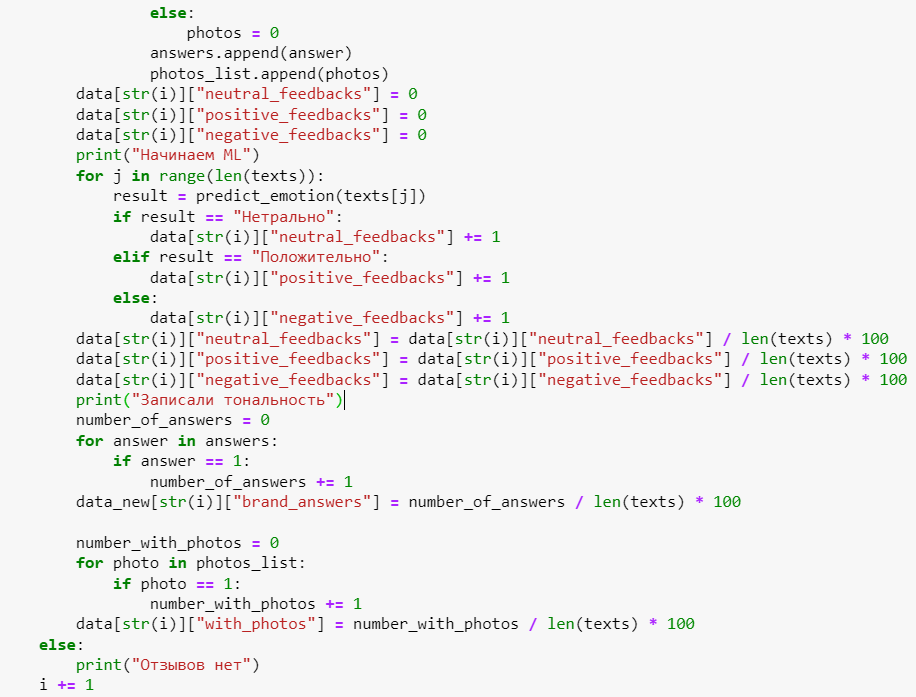 else:
photos = 0
answers.append(answer)
photos_list.append(photos)
data[str(i)]["neutral_feedbacks"] = 0
data[str(i)]["positive_feedbacks"] = 0
data[str(i)]["negative_feedbacks"] = 0
print("Начинаем ML")
for j in range(len(texts)):
result = predict_emotion(texts[j])
if result == "Нетрально":
data[str(i)]["neutral_feedbacks"] += 1
elif result == "Положительно":
data[str(i)]["positive_feedbacks"] += 1
else:
data[str(i)]["negative_feedbacks"] += 1
data[str(i)]["neutral_feedbacks"] = data[str(i)]["neutral_feedbacks"] / len(texts) * 100
data[str(i)]["positive_feedbacks"] = data[str(i)]["positive_feedbacks"] / len(texts) * 100
data[str(i)]["negative_feedbacks"] = data[str(i)]["negative_feedbacks"] / len(texts) * 100
print("Записали тональность")
number_of_answers = 0
for answer in answers:
if answer == 1:
number_of_answers += 1
data_new[str(i)]["brand_answers"] = number_of_answers / len(texts) * 100
number_with_photos = 0
for photo in photos_list:
if photo == 1:
number_with_photos += 1
data[str(i)]["with_photos"] = number_with_photos / len(texts) * 100
else:
print("Отзывов нет")
i += 1